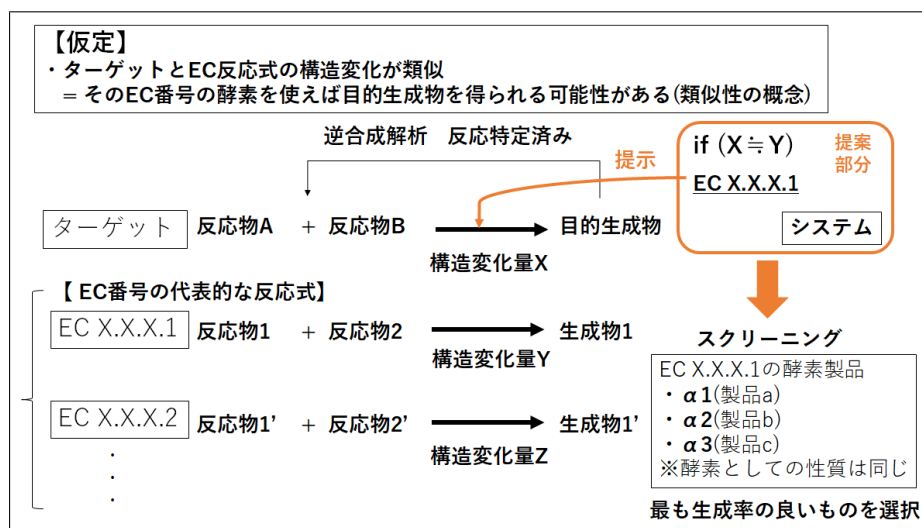 【仮定】
・ターゲットとEC反応式の構造変化が類似
= そのEC番号の酵素を使えば目的生成物を得られる可能性がある(類似性の概念)
逆合成解析 反応特定済み
提示
if (X≒Y)
EC X.X.X.1
提案
部分
システム
ターゲット 反応物A + 反応物B 目的生成物
構造変化量X
【 EC番号の代表的な反応式】
EC X.X.X.1 反応物1 + 反応物2 生成物1
構造変化量Y
EC X.X.X.2 反応物1’ + 反応物2’ 生成物1’
構造変化量Z
・
・
・
スクリーニング
EC X.X.X.1の酵素製品
・α1(製品a)
・α2(製品b)
・α3(製品c)
※酵素としての性質は同じ
最も生成率の良いものを選択